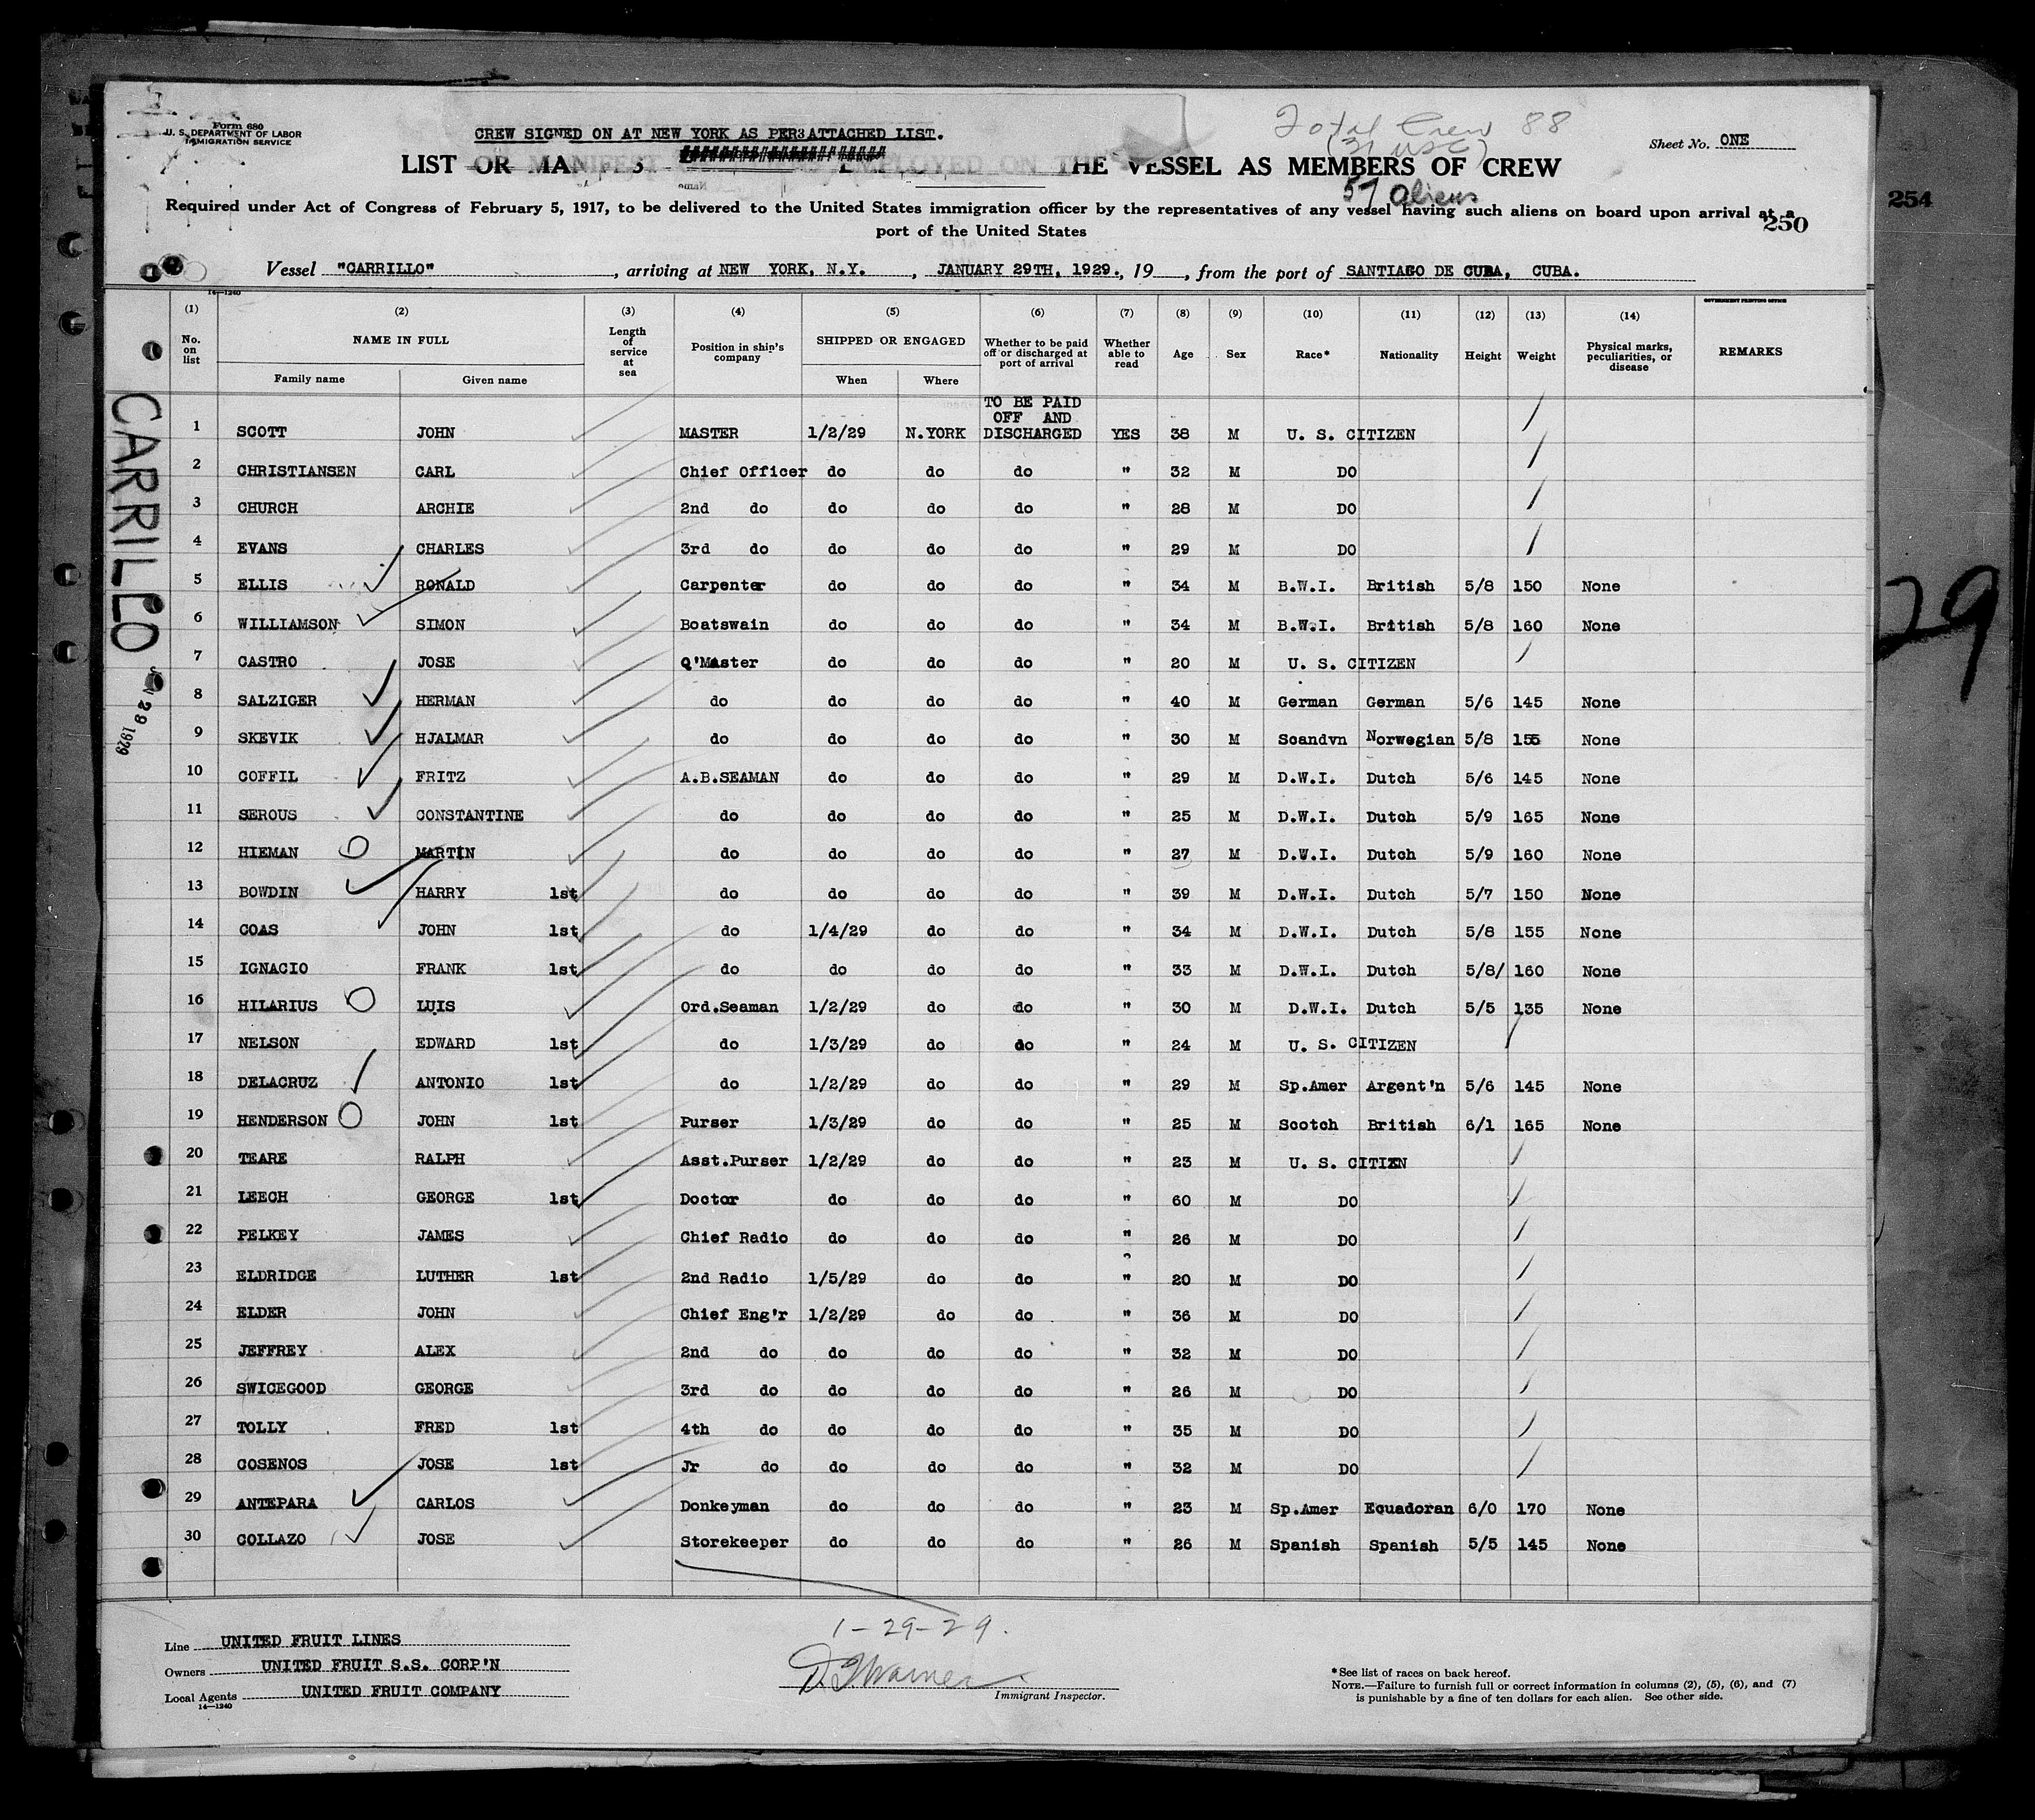 Form 680
U. S. DEPARTMENT OF LABOR
IMMIGRATION SERVICE
CREW SIGNED ON AT NEW YORK AS PER3ATTACHED LIST.
Total Crew 88
(31 USC)
57 aliens
Sheet No. ONE
LIST OR MANIFES EMPLOYED ON THE VESSEL AS MEMBERS OF CREW
Required under Act of Congress of February 5, 1917, to be delivered to the United States immigration officer by the representatives of any vessel having such aliens on board upon arrival at a
port of the United States
250
254
Vessel "CARRILLO", arriving at NEW YORK, N.Y., JANUARY 29TH, 1929., 19, from the port of SANTIAGO DE CUBA, CUBA.
14—1240
GOVERNMENT PRINTING OFFICE
(1) (2) (3) (4) (5) (6) (7) (8) (9) (10) (11) (12) (13) (14)
No. on list NAME IN FULL Length of service at sea Position in ship's company SHIPPED OR ENGAGED Whether to be paid off or discharged at port of arrival Whether able to read Age Sex Race* Nationality Height Weight Physical marks, peculiarities, or disease REMARKS
Family name Given name When Where
TO BE PAID
OFF AND
1 SCOTT JOHN MASTER 1/2/29 N.YORK DISCHARGED YES 38 M U. S. CITIZEN
2 CHRISTIANSEN CARL Chief Officer do do do " 32 M DO
3 CHURCH ARCHIE 2nd do do do do " 28 M DO
4 EVANS CHARLES 3rd do do do do " 29 M DO
5 ELLIS RONALD Carpenter do do do " 34 M B.W.I. British 5/8 150 None
6 WILLIAMSON SIMON Boatswain do do do " 34 M B.W.I. British 5/8 160 None
7 CASTRO JOSE Q'Master do do do " 20 M U. S. CITIZEN
8 SALZIGER HERMAN do do do do " 40 M German German 5/6 145 None
9 SKEVIK HJALMAR do do do do " 30 M Scandvn Norwegian 5/8 155 None
10 COFFIL FRITZ A.B.SEAMAN do do do " 29 M D.W.I. Dutch 5/6 145 None
11 SEROUS CONSTANTINE do do do do " 25 M D.W.I. Dutch 5/9 165 None
12 HIEMAN MARTIN do do do do " 27 M D.W.I. Dutch 5/9 160 None
13 BOWDIN HARRY 1st do do do do " 39 M D.W.I. Dutch 5/7 150 None
14 COAS JOHN 1st do 1/4/29 do do " 34 M D.W.I. Dutch 5/8 155 None
15 IGNACIO FRANK 1st do do do do " 33 M D.W.I. Dutch 5/8/ 160 None
16 HILARIUS LUIS Ord.Seaman 1/2/29 do do " 30 M D.W.I. Dutch 5/5 135 None
17 NELSON EDWARD 1st do 1/3/29 do do " 24 M U. S. CITIZEN
18 DELACRUZ ANTONIO 1st do 1/2/29 do do " 29 M Sp.Amer Argent'n 5/6 145 None
19 HENDERSON JOHN 1st Purser 1/3/29 do do " 25 M Scotch British 6/1 165 None
20 TEARE RALPH Asst.Purser 1/2/29 do do " 23 M U. S. CITIZN
21 LEECH GEORGE 1st Doctor do do do " 60 M DO
22 PELKEY JAMES Chief Radio do do do " 26 M DO
23 ELDRIDGE LUTHER 1st 2nd Radio 1/5/29 do do " 20 M DO
24 ELDER JOHN Chief Eng'r 1/2/29 do do " 36 M DO
25 JEFFREY ALEX 2nd do do do do " 32 M DO
26 SWICEGOOD GEORGE 3rd do do do do " 26 M DO
27 TOLLY FRED 1st 4th do do do do " 35 M DO
28 COSENOS JOSE 1st Jr do do do do " 32 M DO
29 ANTEPARA CARLOS Donkeyman do do do " 23 M Sp.Amer Ecuadoran 6/0 170 None
30 COLLAZO JOSE Storekeeper do do do " 26 M Spanish Spanish 5/5 145 None
CARRILLO
29 1929
29
Line UNITED FRUIT LINES
Owners UNITED FRUIT S.S. CORP'N
Local Agents UNITED FRUIT COMPANY
14—1240
1-29-29.
Immigrant Inspector.
*See list of races on back hereof.
NOTE.—Failure to furnish full or correct information in columns (2), (5), (6), and (7)
is punishable by a fine of ten dollars for each alien. See other side.